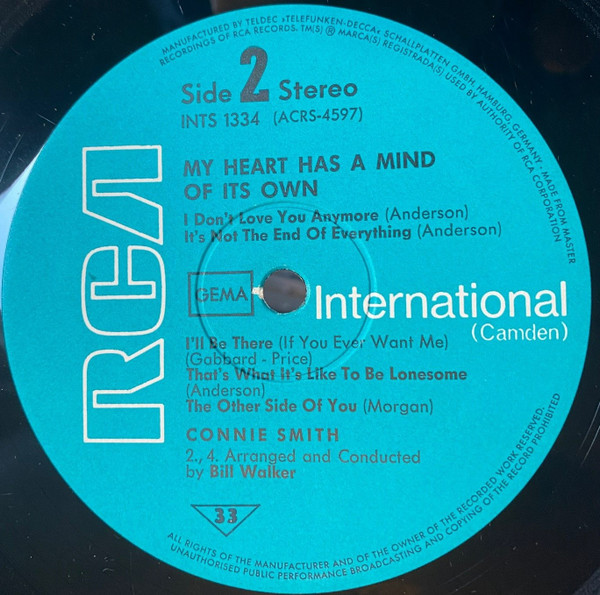 MANUFACTURED BY TELDEC »TELEFUNKEN-DECCA« SCHALLPLATTEN GMBH, HAMBURG, GERMANY - MADE FROM MASTER
RECORDINGS OF RCA RECORDS. TM(S) ® MARCA(S) REGISTRADA(S) USED BY AUTHORITY OF RCA CORPORATION
Side 2 Stereo
INTS 1334 (ACRS-4597)
MY HEART HAS A MIND
OF ITS OWN
I Don't Love You Anymore (Anderson)
It's Not The End Of Everything (Anderson)
RCA
GEMA
International
(Camden)
I'll Be There (If You Ever Want Me)
(Gabbard - Price)
That's What It's Like To Be Lonesome
(Anderson)
The Other Side Of You (Morgan)
CONNIE SMITH
2., 4. Arranged and Conducted
by Bill Walker
33
ALL RIGHTS OF THE MANUFACTURER AND OF THE OWNER OF THE RECORDED WORK RESERVED.
UNAUTHORISED PUBLIC PERFORMANCE BROADCASTING AND COPYING OF THE RECORD PROHIBITED